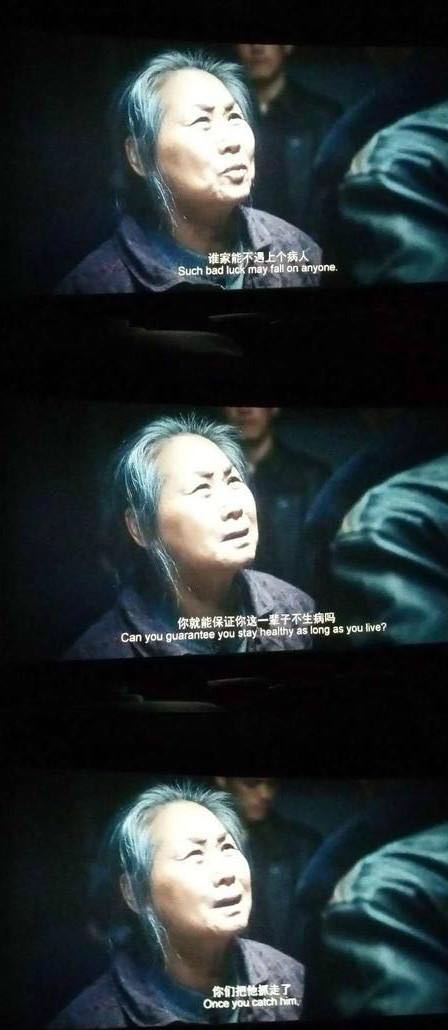 谁家能不遇上个病人
Such bad luck may fall on anyone.
你就能保证你这一辈子不生病吗
Can you guarantee you stay healthy as long as you live?
你们把他抓走了
Once you catch him,